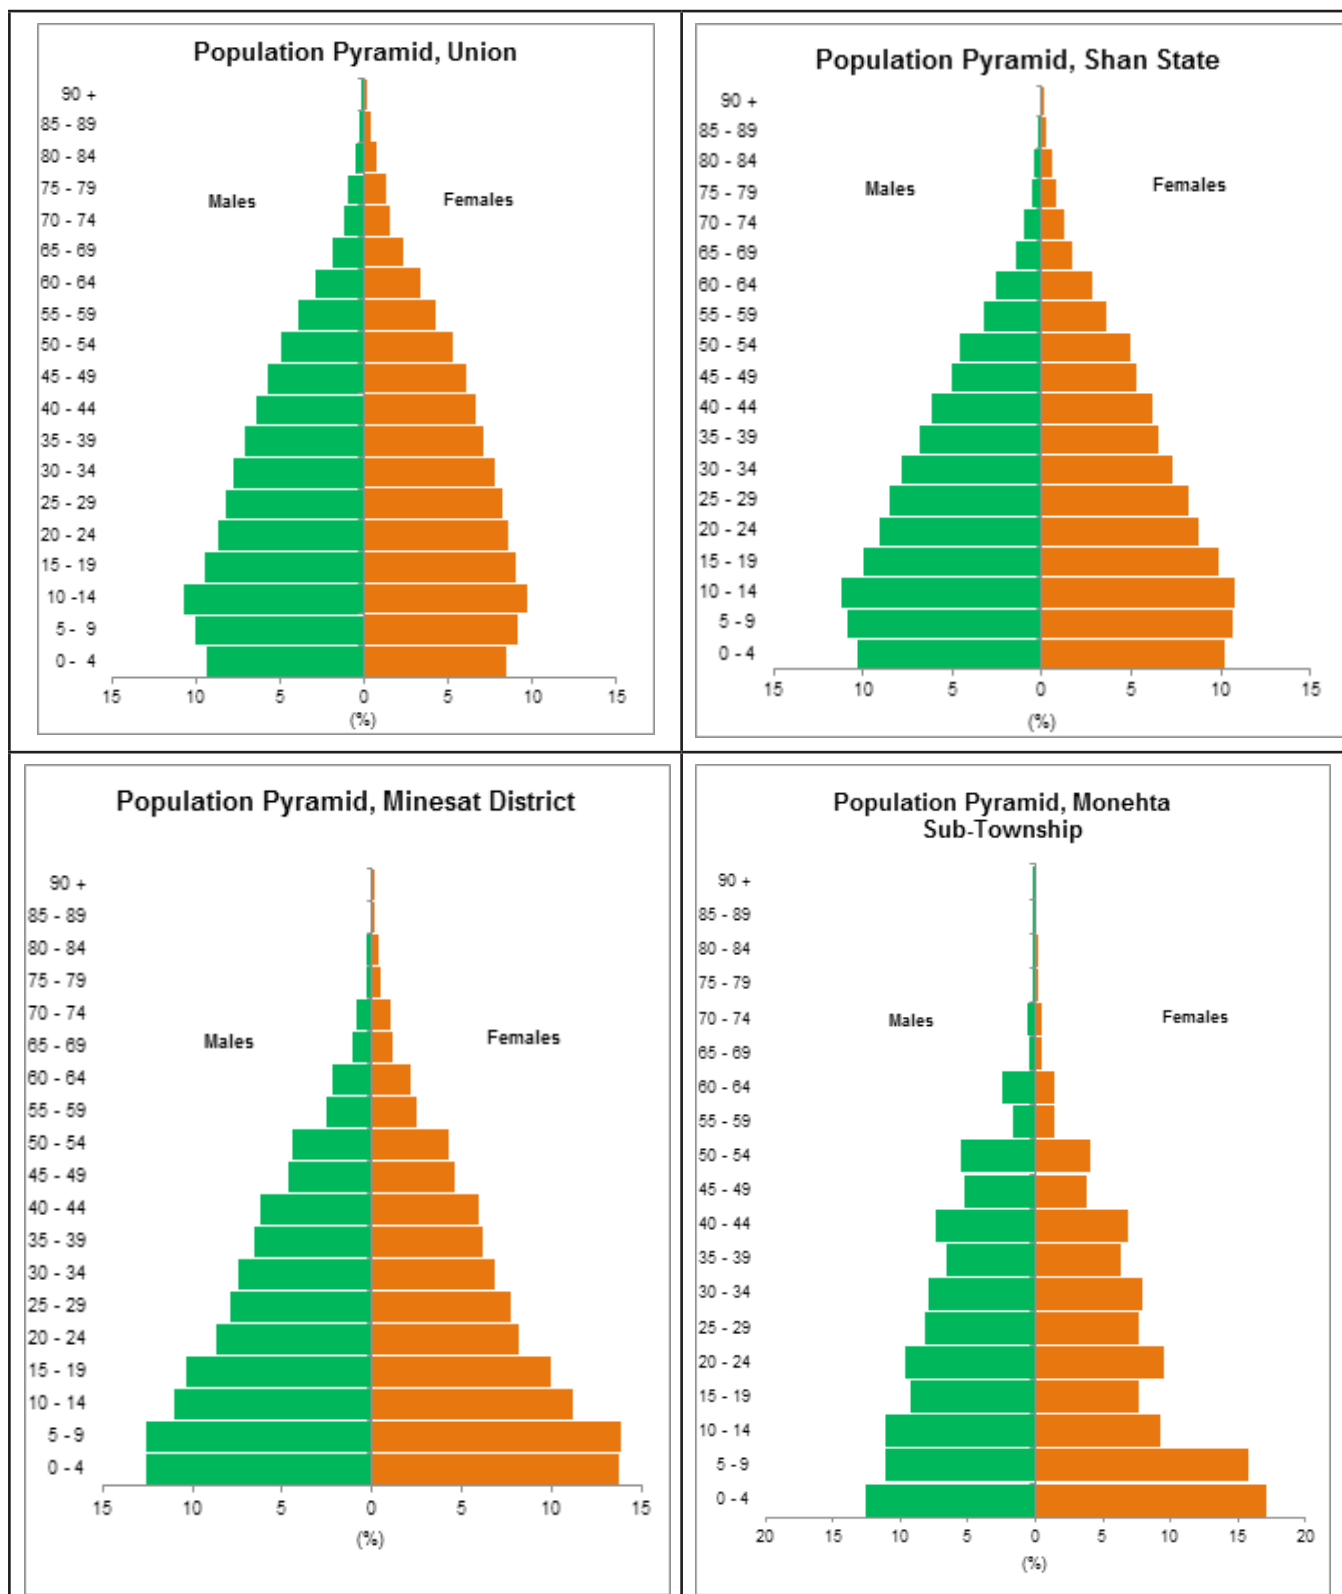 Population Pyramid, Union
90 +
85 - 89
80 - 84
75 - 79
70 - 74
65 - 69
60 - 64
55 - 59
50 - 54
45 - 49
40 - 44
35 - 39
30 - 34
25 - 29
20 - 24
15 - 19
10 -14
5 -  9
0 -  4
Males
Females
15 10 5 0 5 10 15
(%)
Population Pyramid, Shan State
90 +
85 - 89
80 - 84
75 - 79
70 - 74
65 - 69
60 - 64
55 - 59
50 - 54
45 - 49
40 - 44
35 - 39
30 - 34
25 - 29
20 - 24
15 - 19
10 - 14
5 - 9
0 - 4
Males
Females
15 10 5 0 5 10 15
(%)
Population Pyramid, Minesat District
90 +
85 - 89
80 - 84
75 - 79
70 - 74
65 - 69
60 - 64
55 - 59
50 - 54
45 - 49
40 - 44
35 - 39
30 - 34
25 - 29
20 - 24
15 - 19
10 - 14
5 - 9
0 - 4
Males
Females
15 10 5 0 5 10 15
(%)
Population Pyramid, Monehta
Sub-Township
90 +
85 - 89
80 - 84
75 - 79
70 - 74
65 - 69
60 - 64
55 - 59
50 - 54
45 - 49
40 - 44
35 - 39
30 - 34
25 - 29
20 - 24
15 - 19
10 - 14
5 - 9
0 - 4
Males
Females
20 15 10 5 0 5 10 15 20
(%)